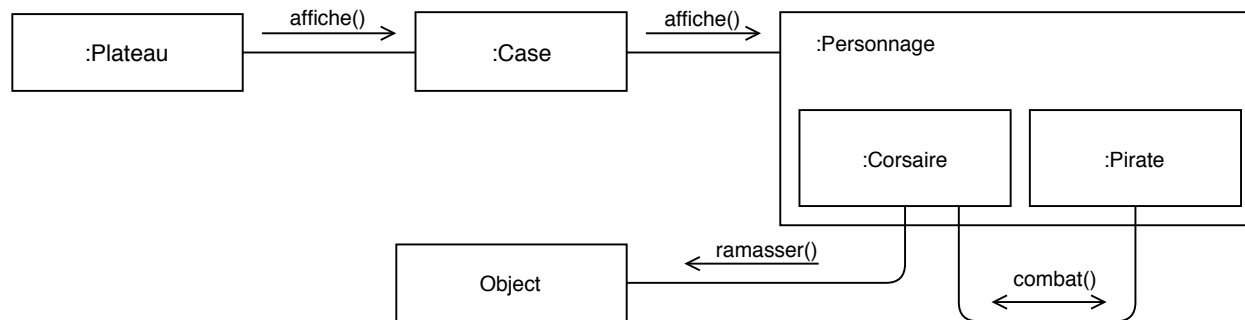 affiche()
affiche()
:Plateau
:Case
:Personnage
:Corsaire
:Pirate
ramasser()
Object
combat()